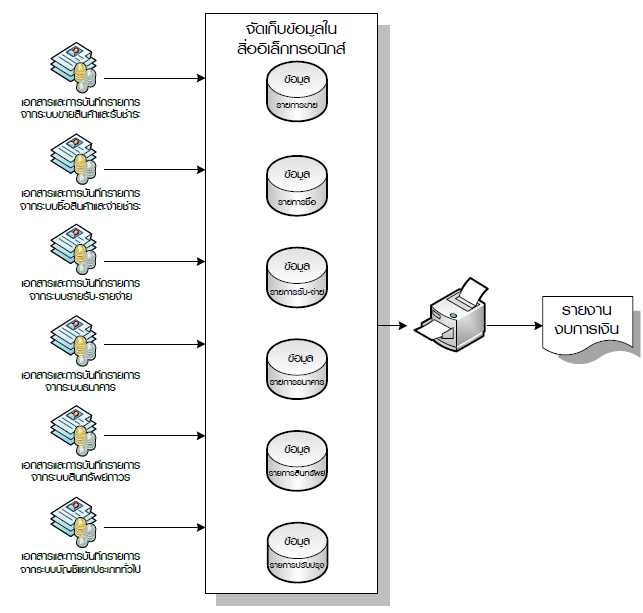 จัดเก็บข้อมูลใน
สื่ออิเล็กทรอนิกส์
เอกสารและการบันทึกรายการ
จากระบบขายสินค้าและรับชำระ
ข้อมูล
รายการขาย
เอกสารและการบันทึกรายการ
จากระบบซื้อสินค้าและจ่ายชำระ
ข้อมูล
รายการซื้อ
เอกสารและการบันทึกรายการ
จากระบบรายรับ-รายจ่าย
ข้อมูล
รายการรับ-จ่าย
รายงาน
งบการเงิน
เอกสารและการบันทึกรายการ
จากระบบธนาคาร
ข้อมูล
รายการธนาคาร
เอกสารและการบันทึกรายการ
จากระบบสินทรัพย์ถาวร
ข้อมูล
รายการสินทรัพย์
เอกสารและการบันทึกรายการ
จากระบบบัญชีแยกประเภททั่วไป
ข้อมูล
รายการปรับปรุง